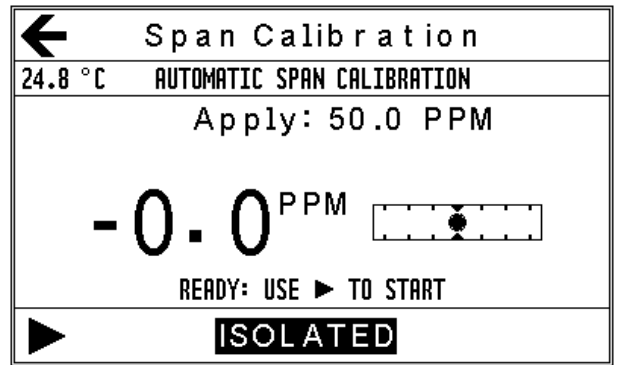 Span Calibration
24.8 °C AUTOMATIC SPAN CALIBRATION
Apply: 50.0 PPM
-0.0 PPM
READY: USE ▶ TO START
ISOLATED